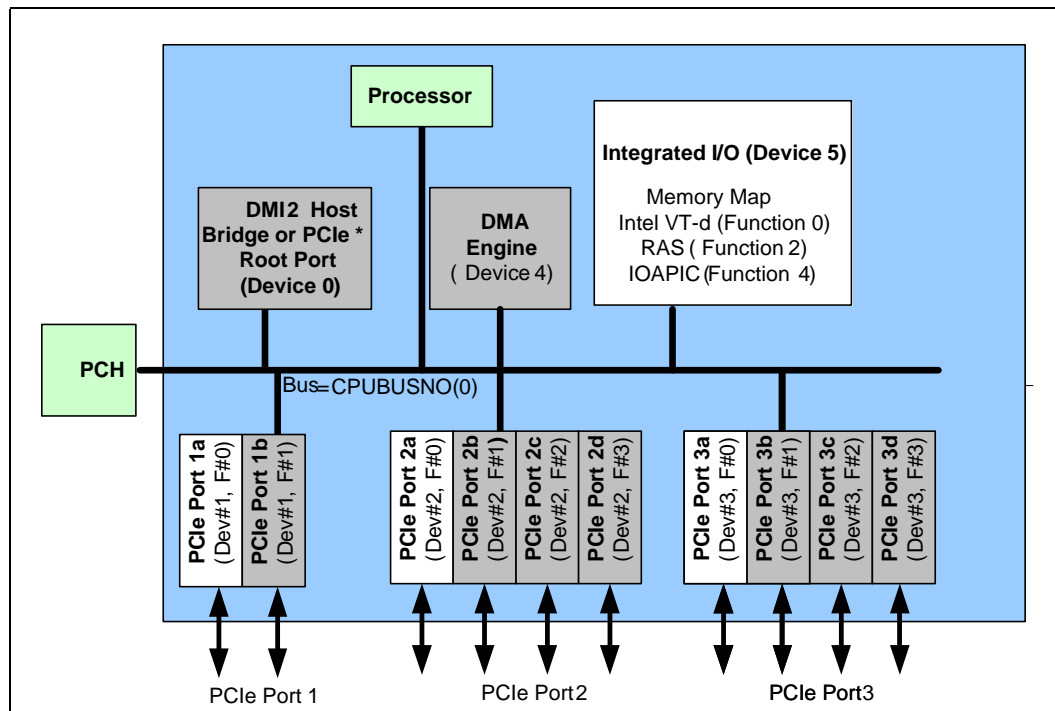 Processor
Integrated I/O (Device 5)
Memory Map
Intel VT-d (Function 0)
RAS ( Function 2)
IOAPIC (Function 4)
DMI2 Host
Bridge or PCIe *
Root Port
(Device 0)
DMA
Engine
( Device 4)
PCH
Bus=CPUBUSNO(0)
PCIe Port 1a
(Dev#1, F#0)
PCIe Port 1b
(Dev#1, F#1)
PCIe Port 2a
(Dev#2, F#0)
PCIe Port 2b
(Dev#2, F#1)
PCIe Port 2c
(Dev#2, F#2)
PCIe Port 2d
(Dev#2, F#3)
PCIe Port 3a
(Dev#3, F#0)
PCIe Port 3b
(Dev#3, F#1)
PCIe Port 3c
(Dev#3, F#2)
PCIe Port 3d
(Dev#3, F#3)
PCIe Port 1
PCIe Port2
PCIe Port3